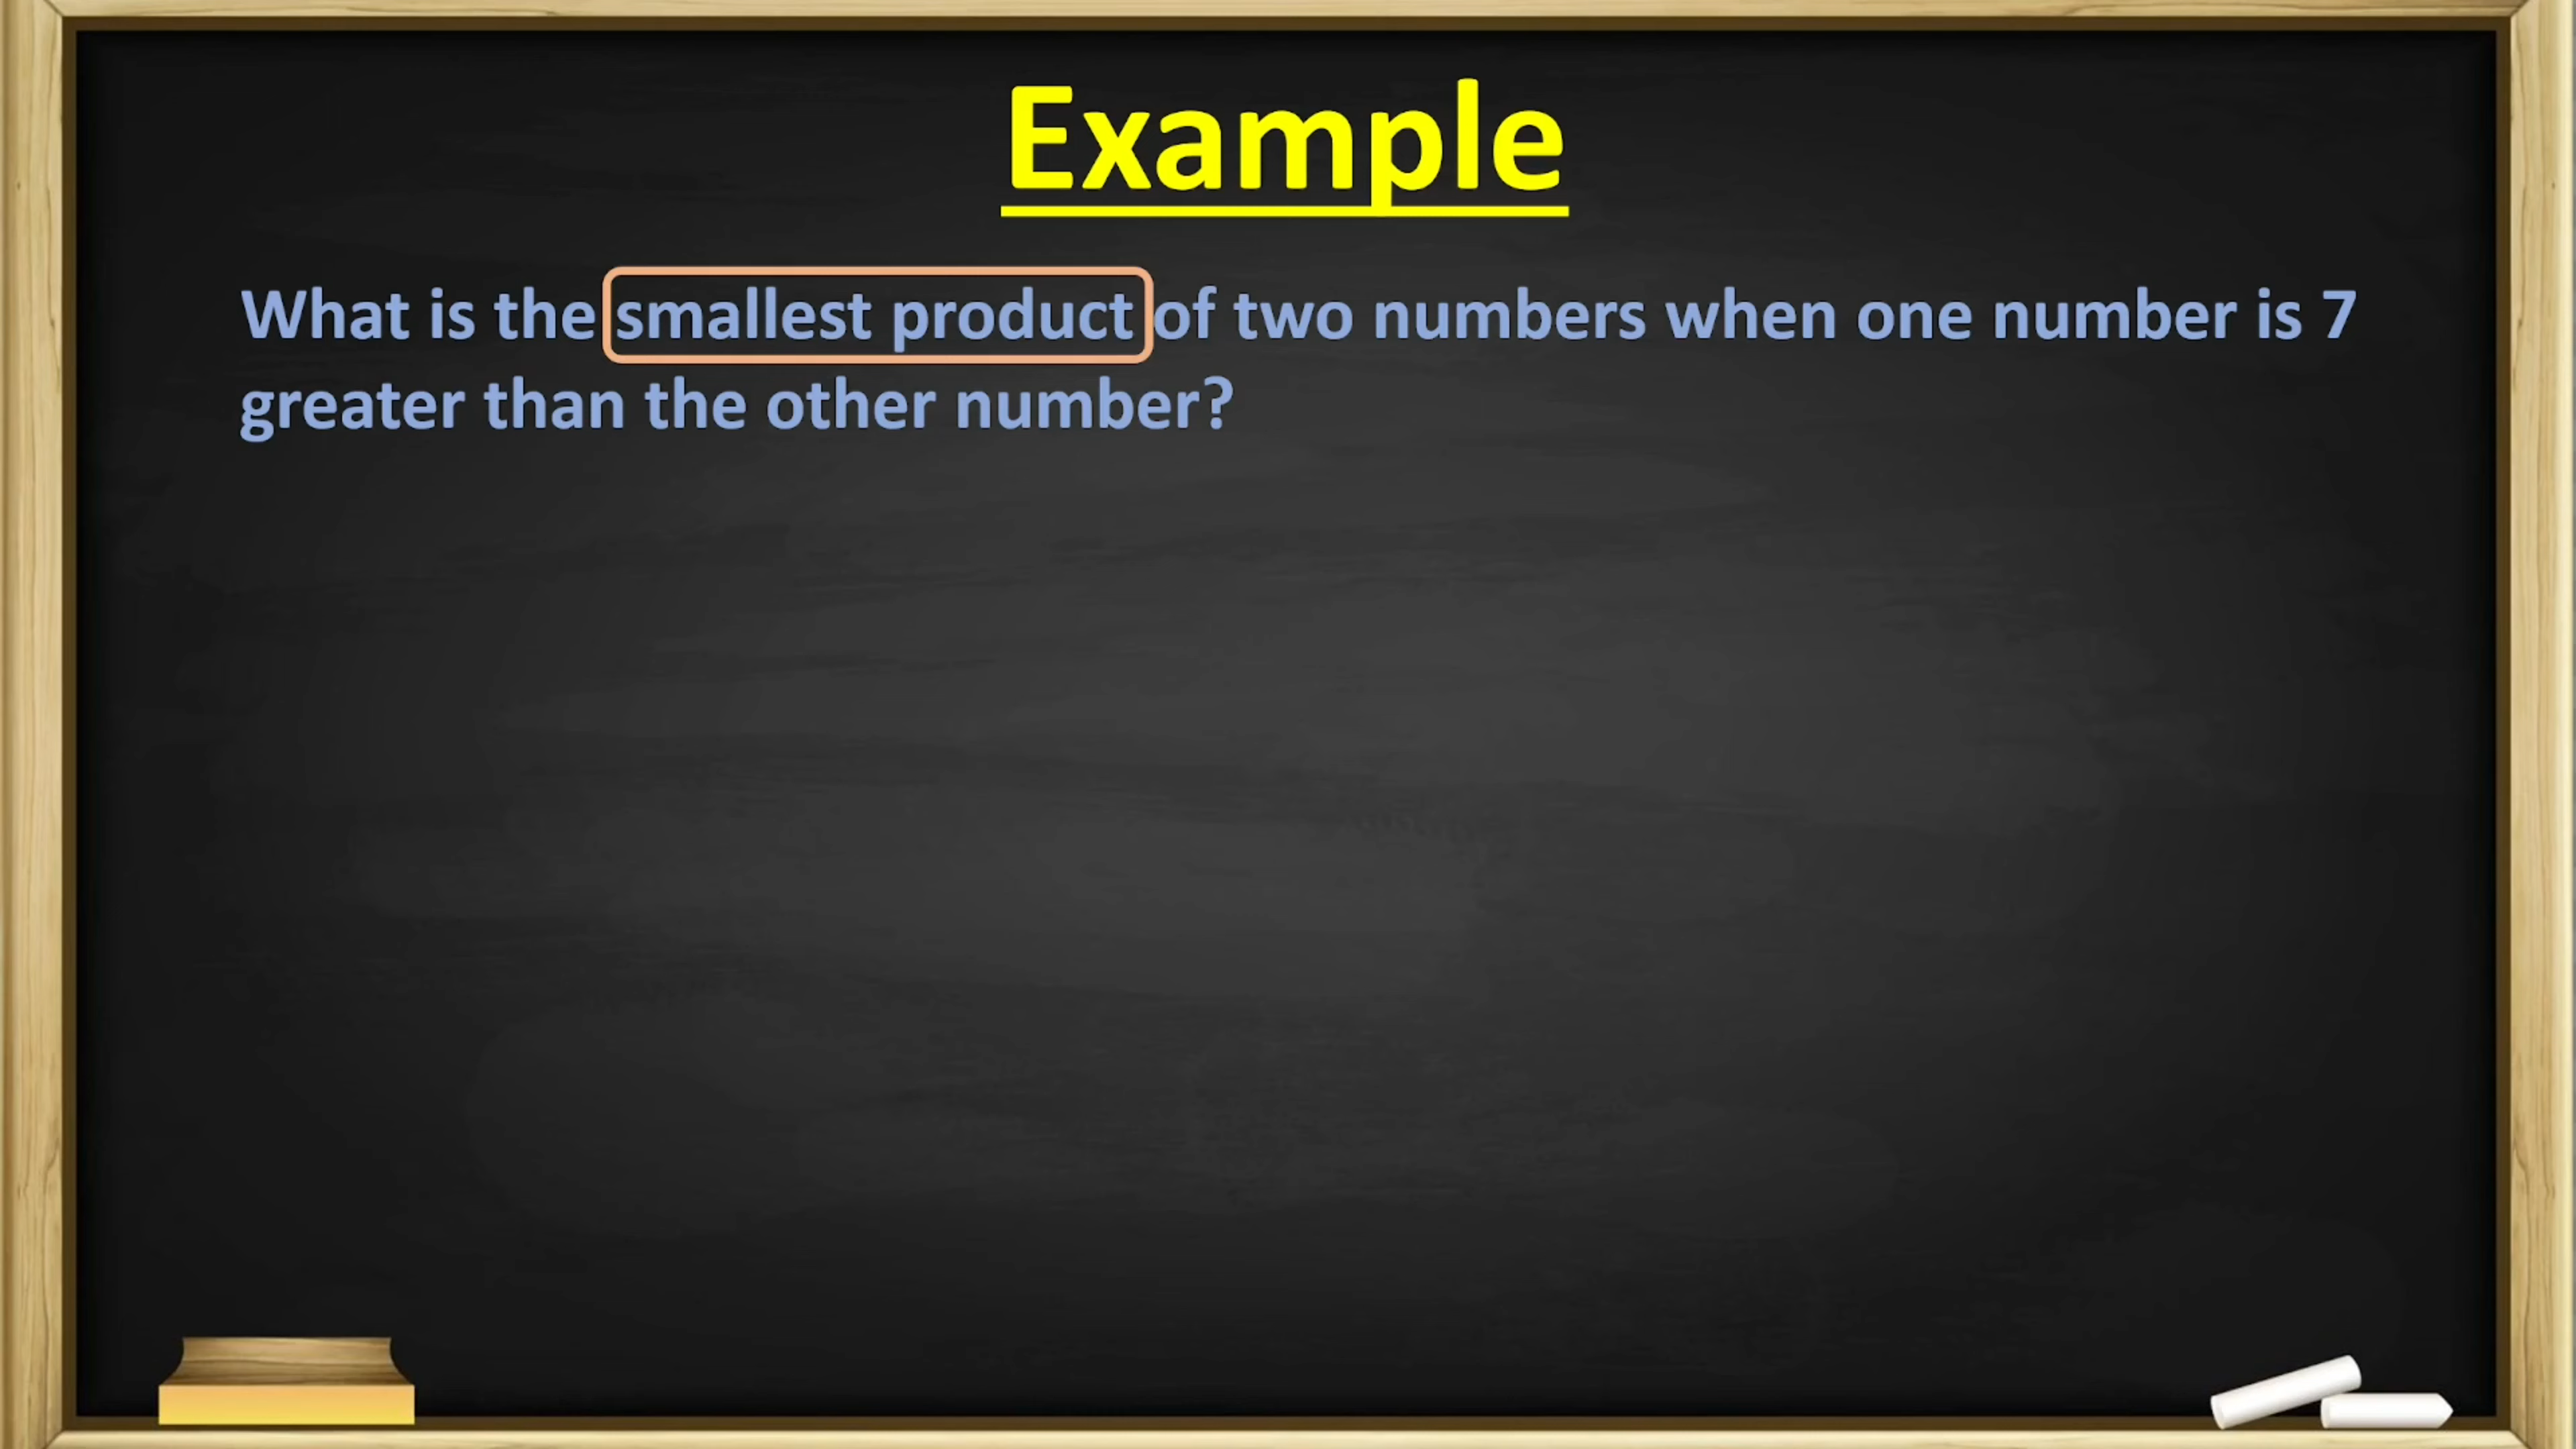 Example
What is the smallest product of two numbers when one number is 7
greater than the other number?